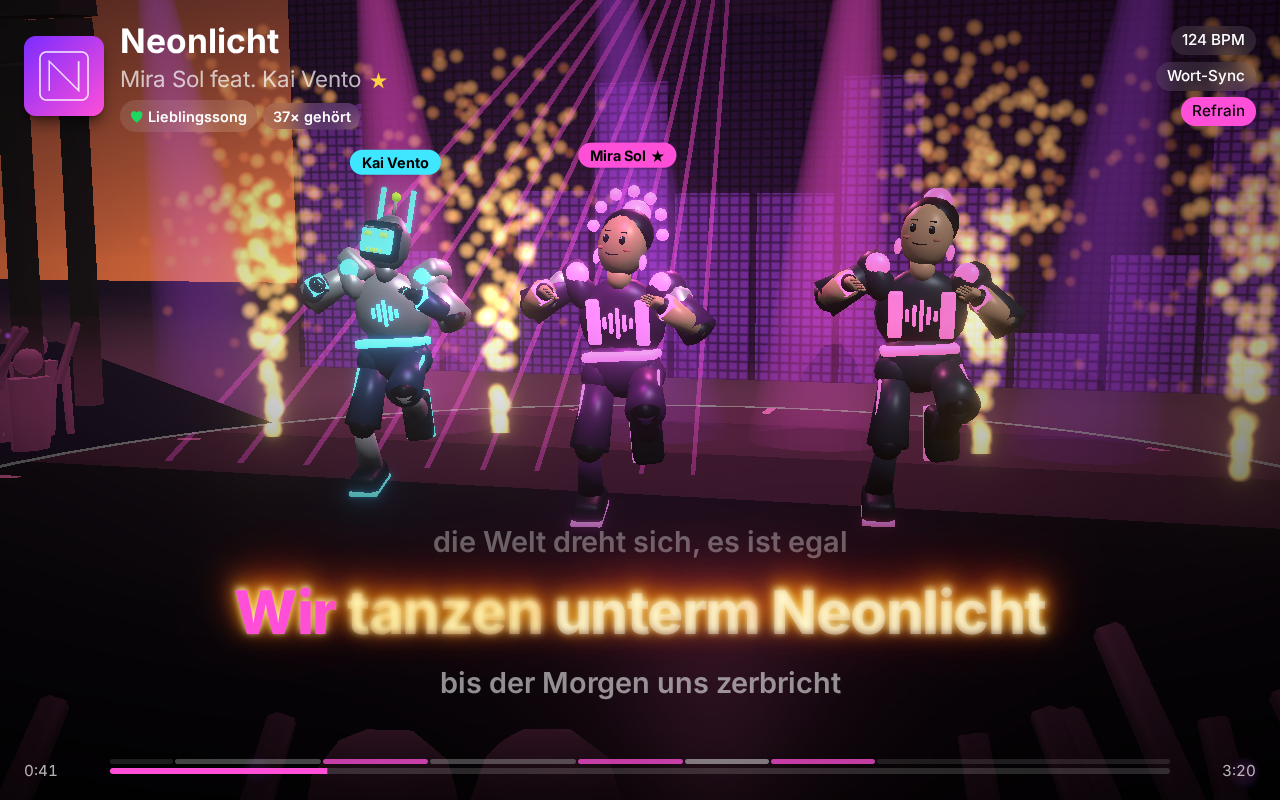 Neonlicht
Mira Sol feat. Kai Vento ★
Lieblingssong
37× gehört
124 BPM
Wort-Sync
Refrain
Kai Vento
Mira Sol ★
die Welt dreht sich, es ist egal
Wir tanzen unterm Neonlicht
bis der Morgen uns zerbricht
0:41
3:20